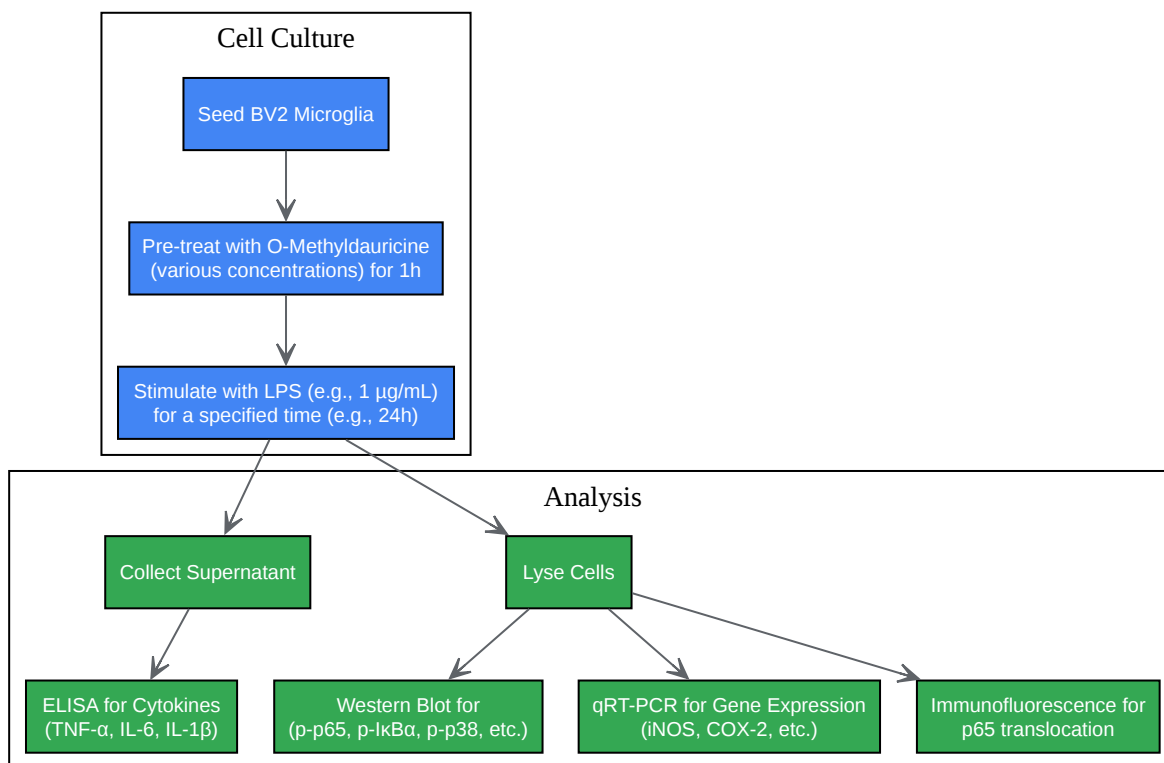 Cell Culture
Seed BV2 Microglia
Pre-treat with O-Methyldauricine
(various concentrations) for 1h
Stimulate with LPS (e.g., 1 µg/mL)
for a specified time (e.g., 24h)
Analysis
Collect Supernatant
Lyse Cells
ELISA for Cytokines
(TNF-α, IL-6, IL-1β)
Western Blot for
(p-p65, p-IκBα, p-p38, etc.)
qRT-PCR for Gene Expression
(iNOS, COX-2, etc.)
Immunofluorescence for
p65 translocation